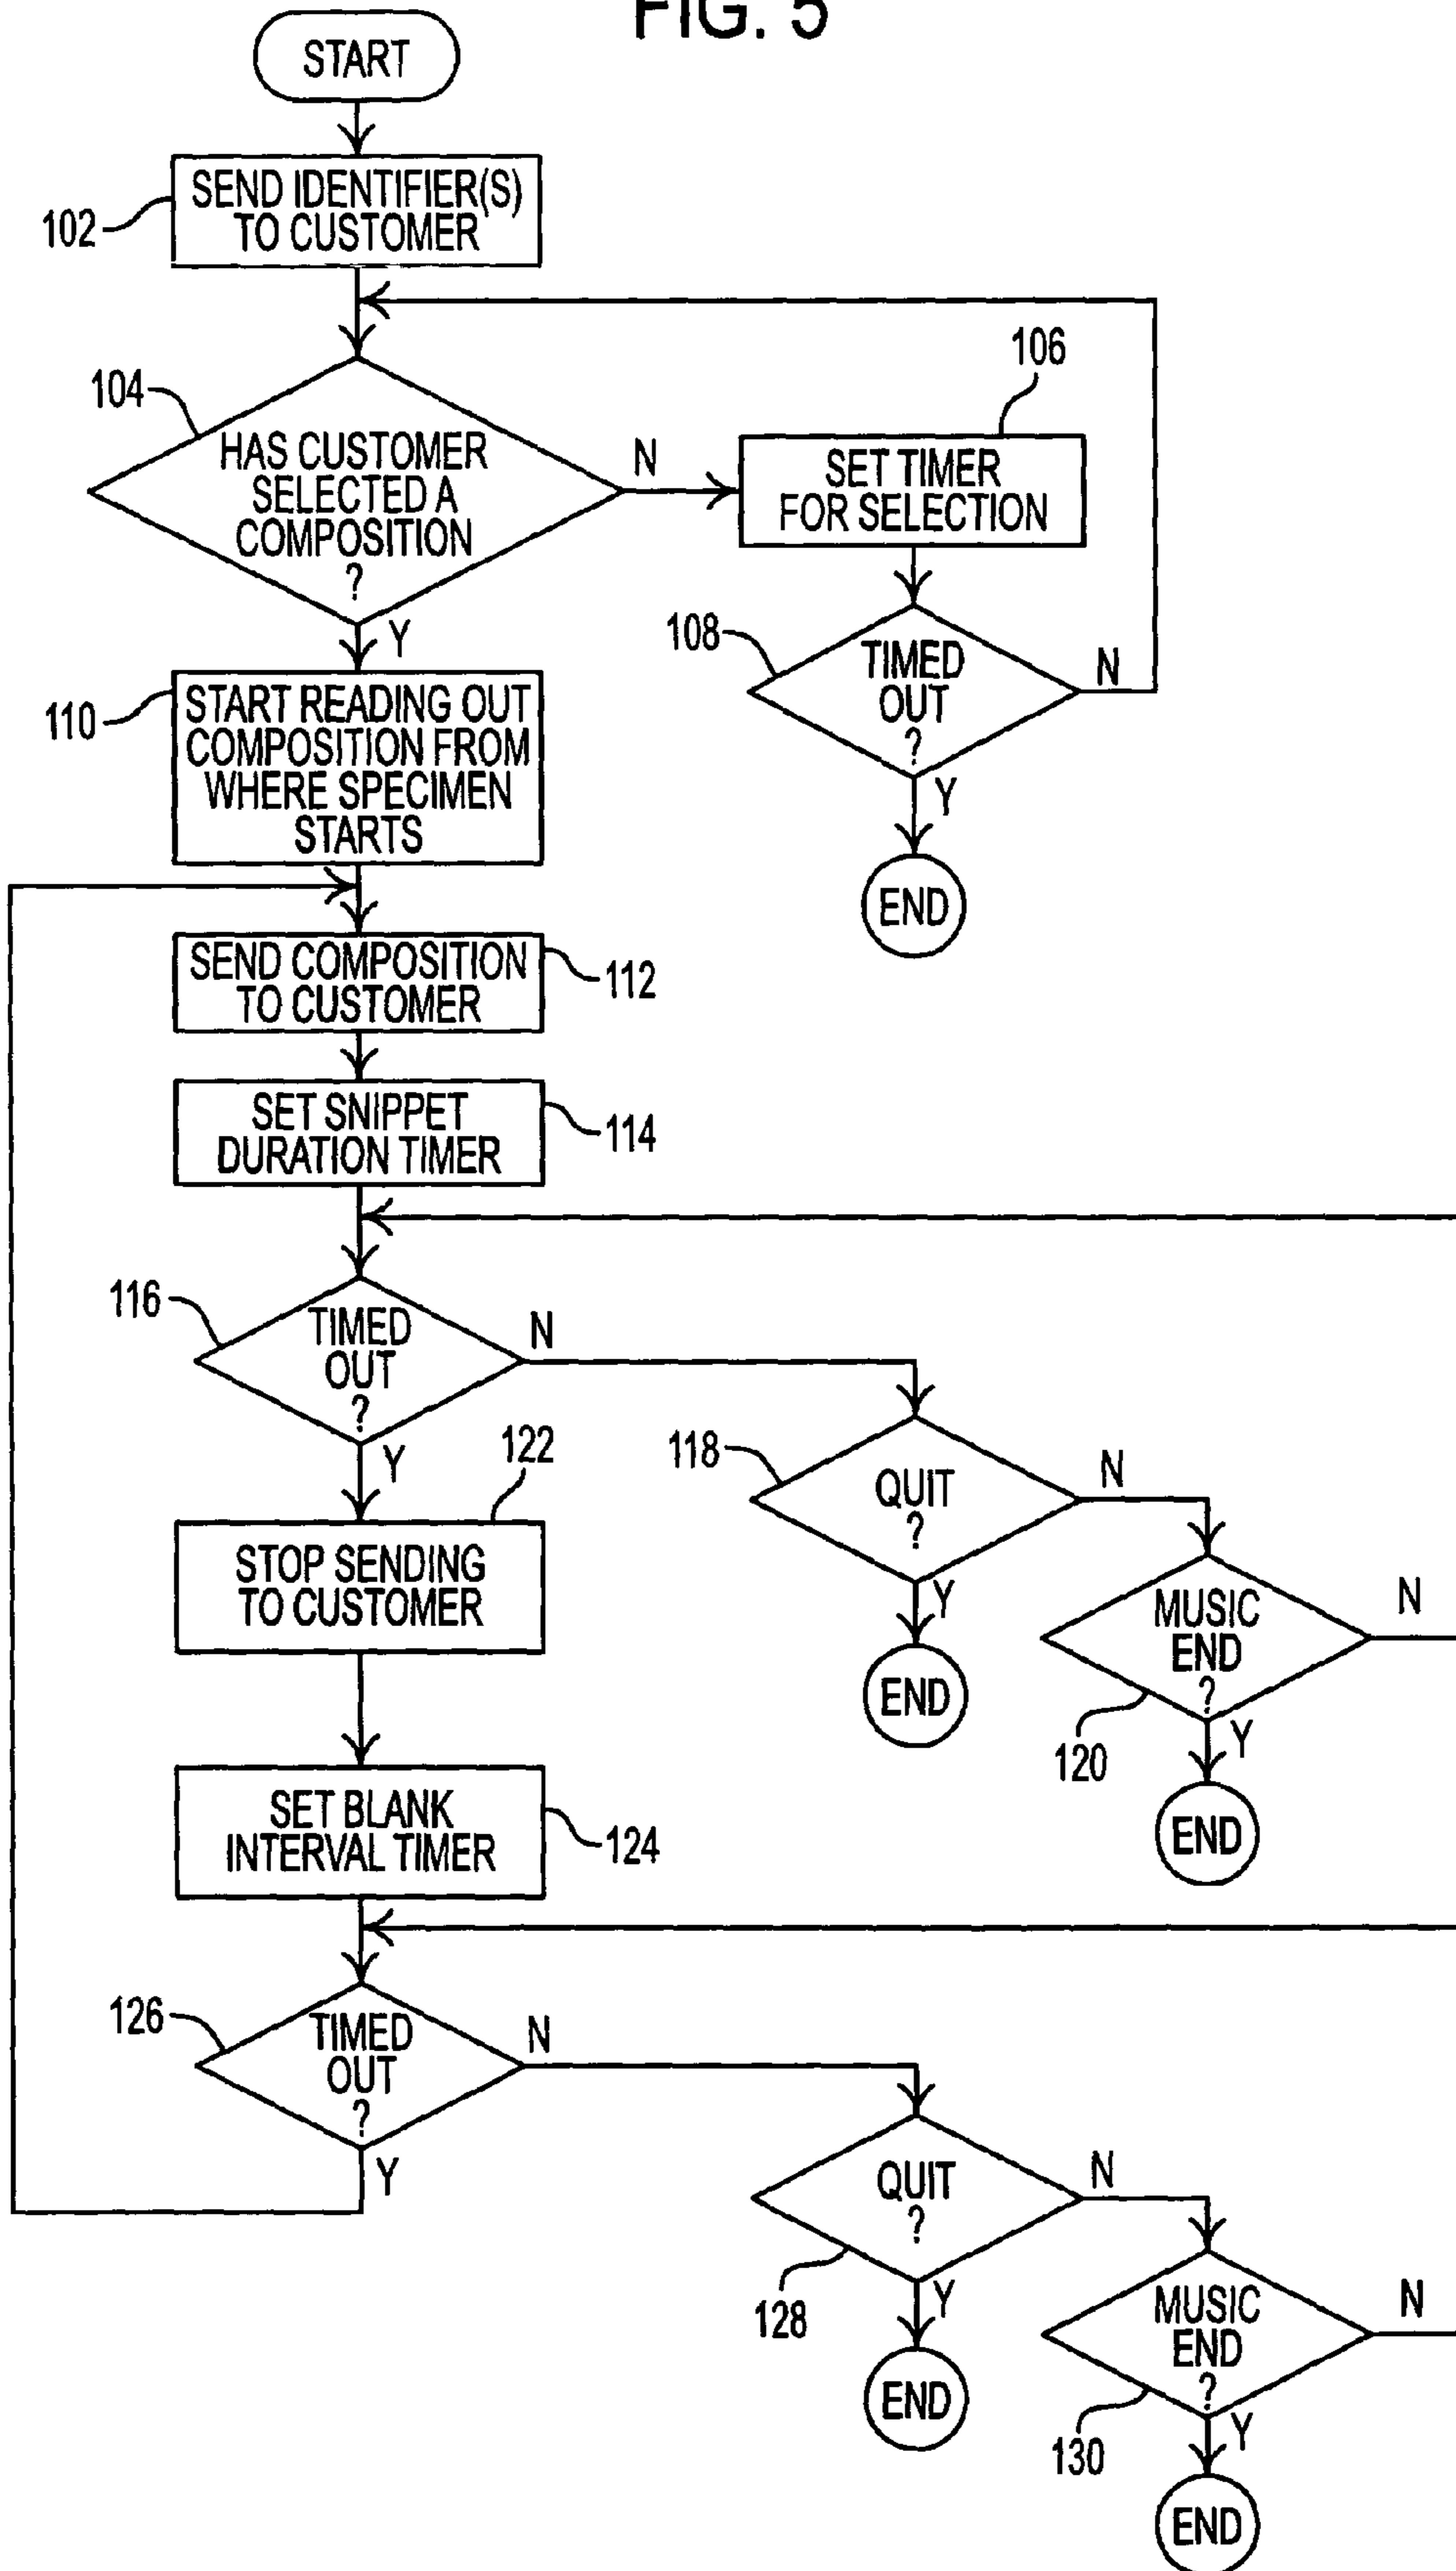 FIG. 5
START
102
SEND IDENTIFIER(S)
TO CUSTOMER
104
HAS CUSTOMER
SELECTED A
COMPOSITION
?
N
Y
106
SET TIMER
FOR SELECTION
108
TIMED
OUT
?
N
Y
END
110
START READING OUT
COMPOSITION FROM
WHERE SPECIMEN
STARTS
SEND COMPOSITION
TO CUSTOMER
112
SET SNIPPET
DURATION TIMER
114
116
TIMED
OUT
?
N
Y
118
QUIT
?
N
Y
END
MUSIC
END
?
N
120
Y
END
122
STOP SENDING
TO CUSTOMER
SET BLANK
INTERVAL TIMER
124
126
TIMED
OUT
?
N
Y
QUIT
?
N
128
Y
END
MUSIC
END
?
N
130
Y
END